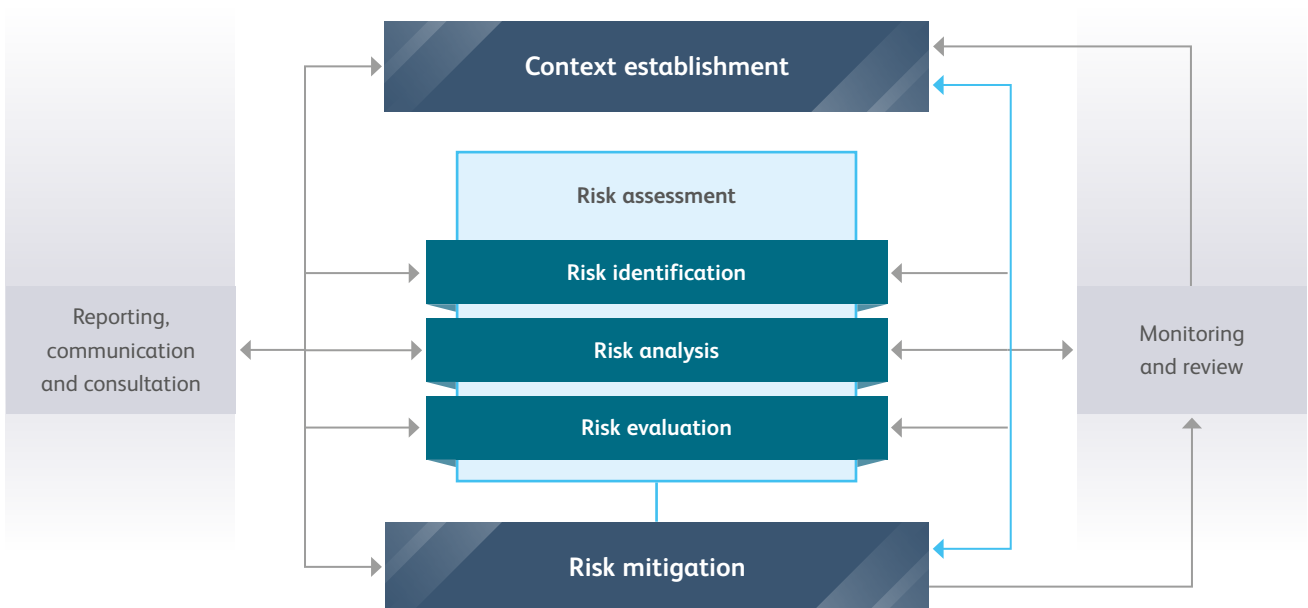 Context establishment
Risk assessment
Risk identification
Risk analysis
Risk evaluation
Risk mitigation
Reporting,
communication
and consultation
Monitoring
and review